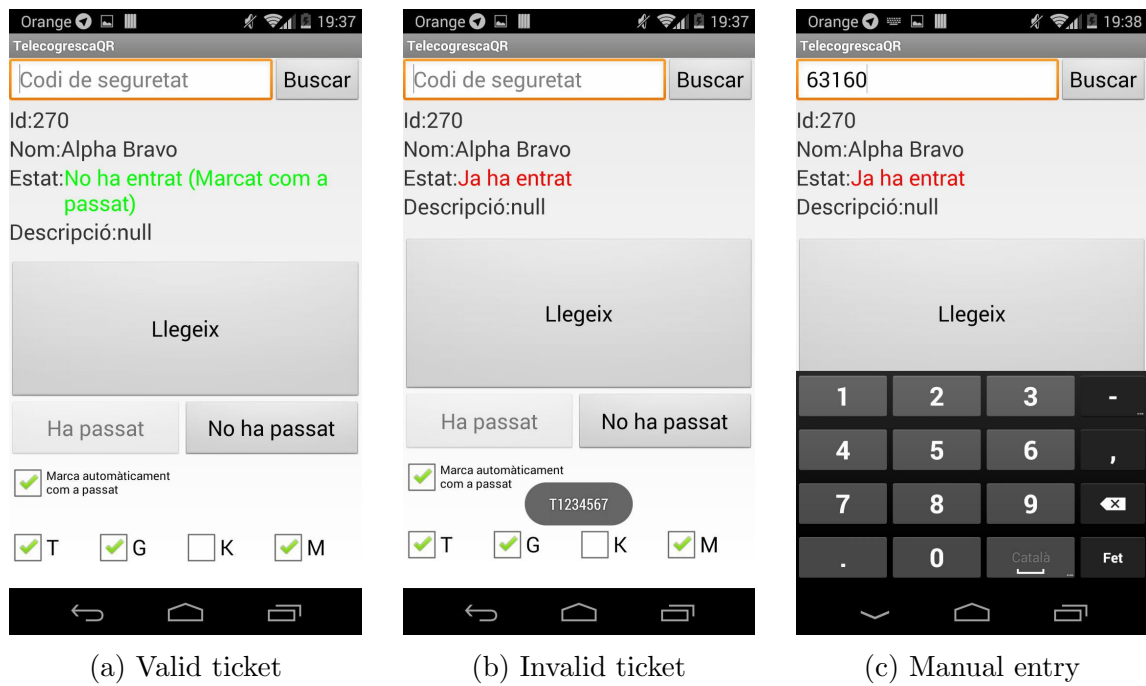 Orange 19:37
TelecogrescaQR
Codi de seguretat Buscar
Id:270
Nom:Alpha Bravo
Estat:No ha entrat (Marcat com a
passat)
Descripció:null
Llegeix
Ha passat No ha passat
Marca automàticament
com a passat
T G K M
(a) Valid ticket
Orange 19:37
TelecogrescaQR
Codi de seguretat Buscar
Id:270
Nom:Alpha Bravo
Estat:Ja ha entrat
Descripció:null
Llegeix
Ha passat No ha passat
Marca automàticament
com a passat
T1234567
T G K M
(b) Invalid ticket
Orange 19:38
TelecogrescaQR
63160 Buscar
Id:270
Nom:Alpha Bravo
Estat:Ja ha entrat
Descripció:null
Llegeix
1 2 3 -
4 5 6 ,
7 8 9
. 0 Català Fet
(c) Manual entry